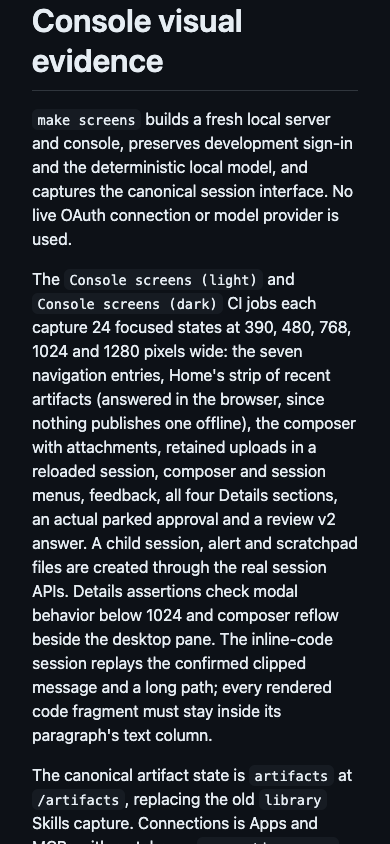 Console visual
evidence
make screens builds a fresh local server
and console, preserves development sign-in
and the deterministic local model, and
captures the canonical session interface. No
live OAuth connection or model provider is
used.
The Console screens (light) and
Console screens (dark) CI jobs each
capture 24 focused states at 390, 480, 768,
1024 and 1280 pixels wide: the seven
navigation entries, Home's strip of recent
artifacts (answered in the browser, since
nothing publishes one offline), the composer
with attachments, retained uploads in a
reloaded session, composer and session
menus, feedback, all four Details sections,
an actual parked approval and a review v2
answer. A child session, alert and scratchpad
files are created through the real session
APIs. Details assertions check modal
behavior below 1024 and composer reflow
beside the desktop pane. The inline-code
session replays the confirmed clipped
message and a long path; every rendered
code fragment must stay inside its
paragraph's text column.
The canonical artifact state is artifacts at
/artifacts, replacing the old library
Skills capture. Connections is Apps and